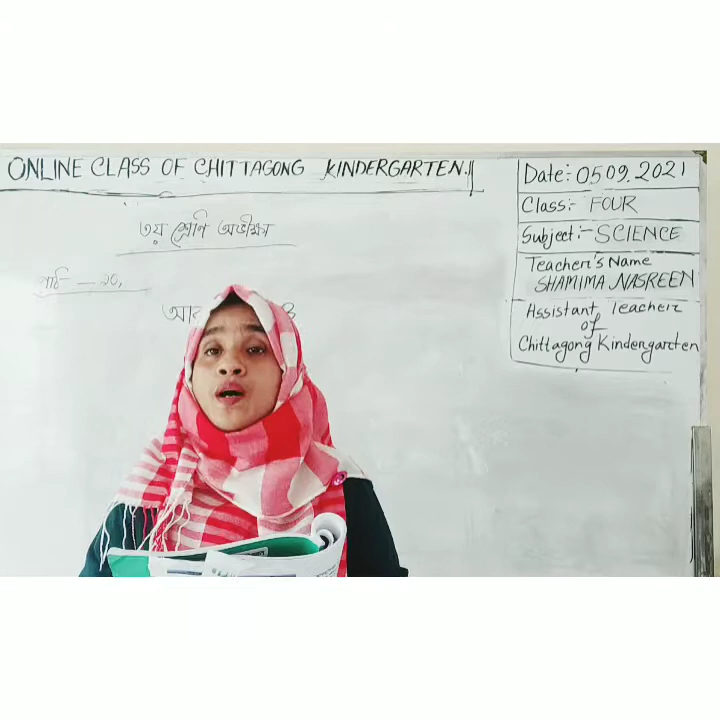 ONLINE CLASS OF CHITTAGONG KINDERGARTEN.
Date:- 05.09.2021
Class:- FOUR
Subject:- SCIENCE
Teacher's Name
SHAMIMA NASREEN
Assistant Teacher
of
Chittagong Kindergarten
৩য় শ্রেণি অভীক্ষা